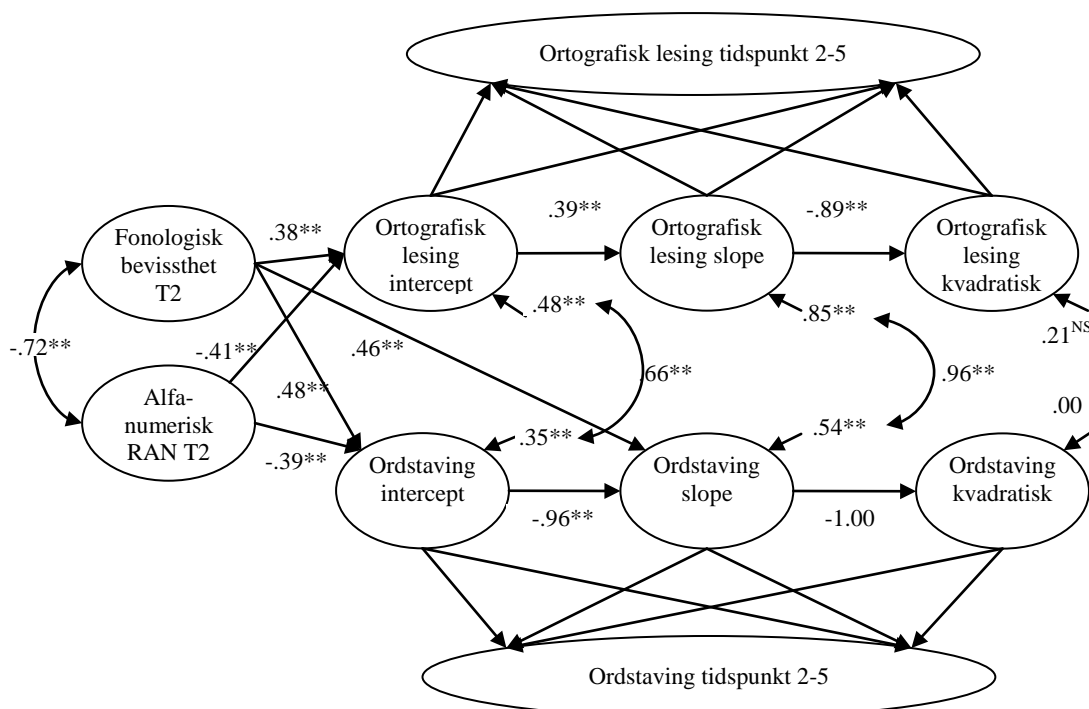 Ortografisk lesing tidspunkt 2-5
Fonologisk
bevissthet
T2
Alfa-
numerisk
RAN T2
-.72**
.38**
-.41**
.48**
-.39**
.46**
Ortografisk
lesing
intercept
.39**
Ortografisk
lesing slope
-.89**
Ortografisk
lesing
kvadratisk
.48**
.85**
.21NS
.66**
.96**
.00
.35**
.54**
Ordstaving
intercept
-.96**
Ordstaving
slope
-1.00
Ordstaving
kvadratisk
Ordstaving tidspunkt 2-5